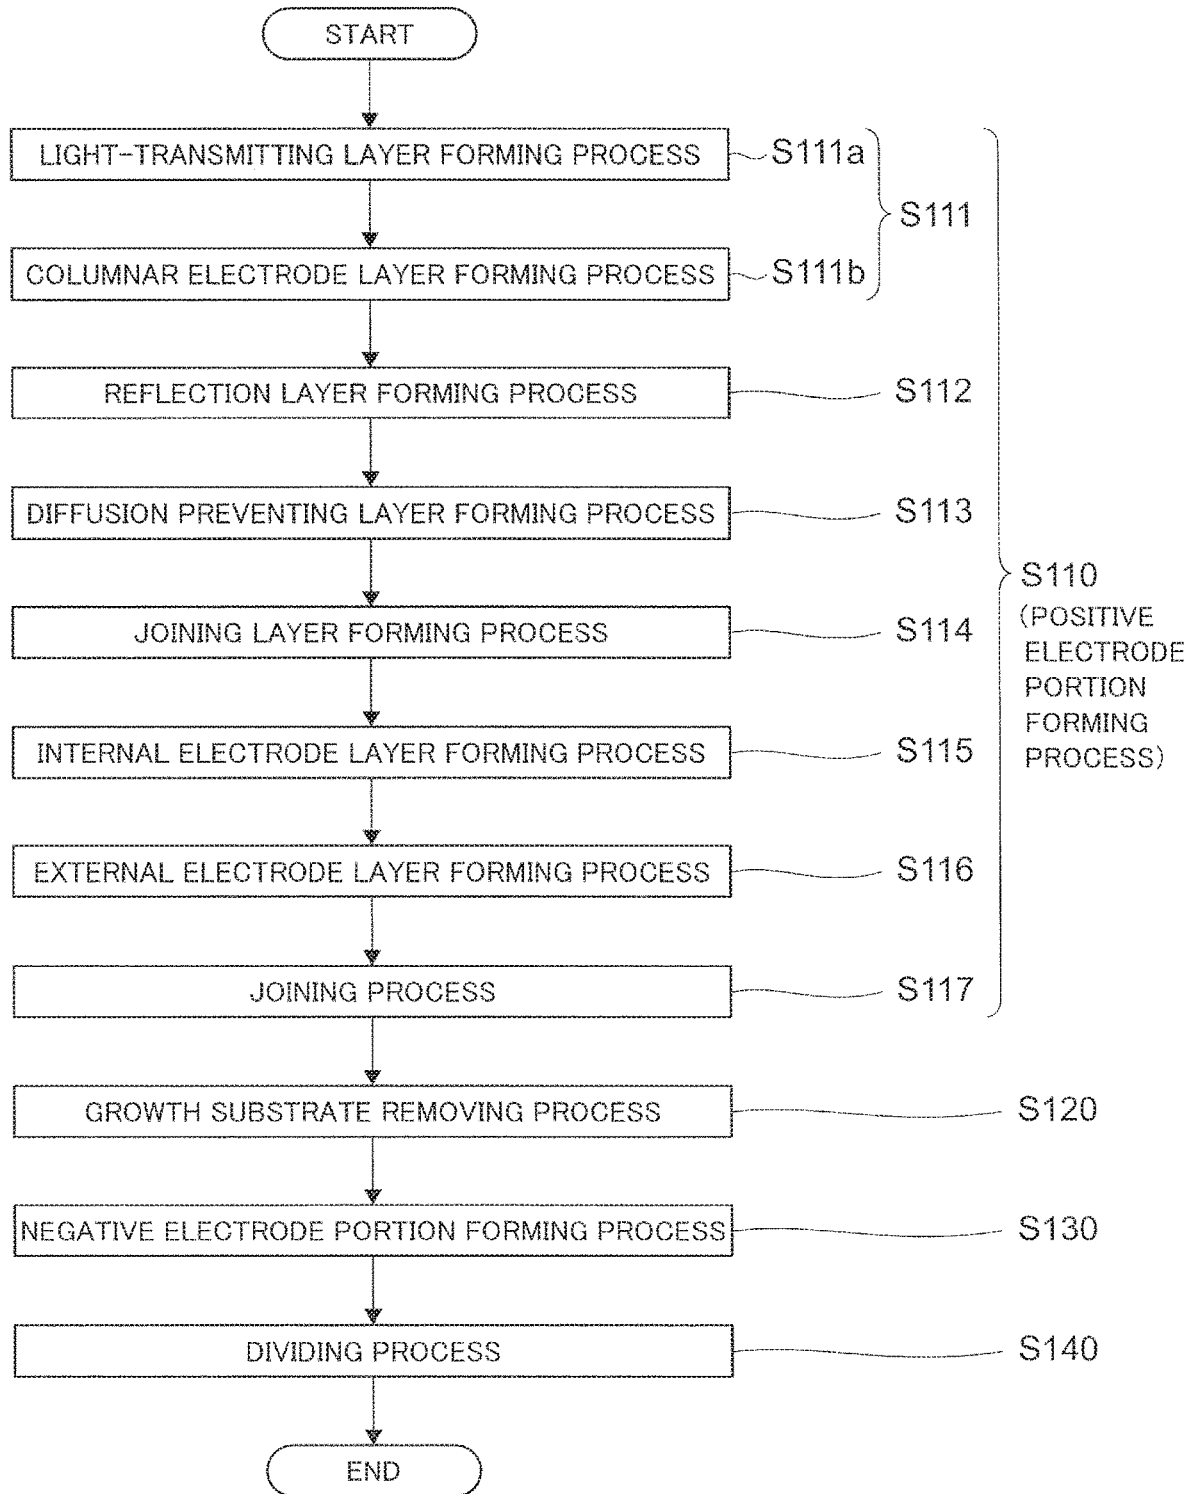 START
LIGHT-TRANSMITTING LAYER FORMING PROCESS
S111a
S111
COLUMNAR ELECTRODE LAYER FORMING PROCESS
S111b
REFLECTION LAYER FORMING PROCESS
S112
DIFFUSION PREVENTING LAYER FORMING PROCESS
S113
S110
(POSITIVE
ELECTRODE
PORTION
FORMING
PROCESS)
JOINING LAYER FORMING PROCESS
S114
INTERNAL ELECTRODE LAYER FORMING PROCESS
S115
EXTERNAL ELECTRODE LAYER FORMING PROCESS
S116
JOINING PROCESS
S117
GROWTH SUBSTRATE REMOVING PROCESS
S120
NEGATIVE ELECTRODE PORTION FORMING PROCESS
S130
DIVIDING PROCESS
S140
END